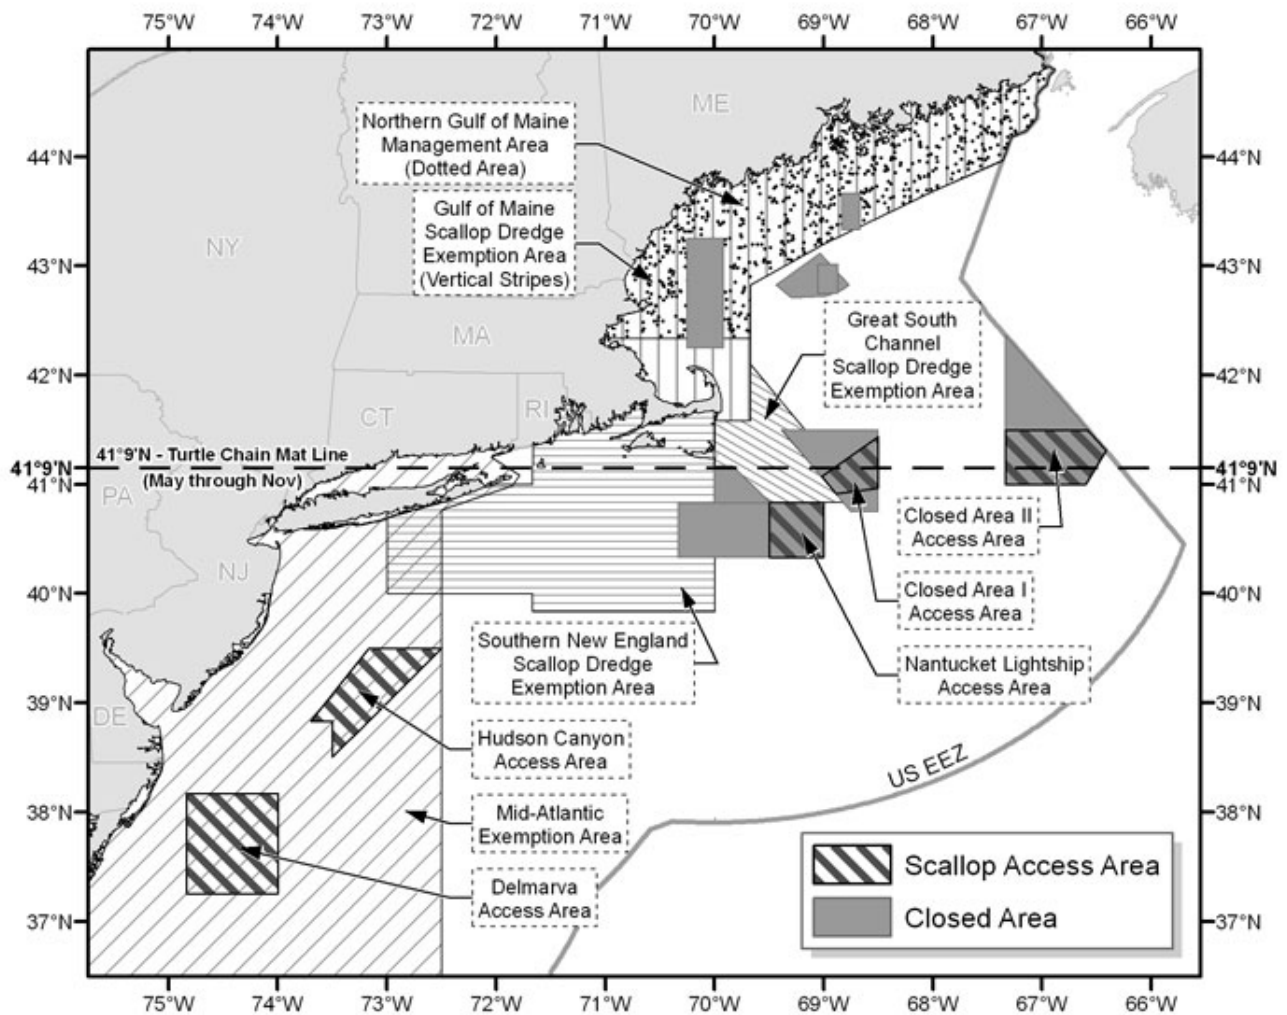 75°W 74°W 73°W 72°W 71°W 70°W 69°W 68°W 67°W 66°W
ME
Northern Gulf of Maine
Management Area
(Dotted Area)
44°N
44°N
Gulf of Maine
Scallop Dredge
Exemption Area
(Vertical Stripes)
NY
43°N
43°N
Great South
Channel
Scallop Dredge
Exemption Area
MA
42°N
42°N
CT
RI
41°9'N - Turtle Chain Mat Line
(May through Nov)
41°9'N
41°9'N
41°N
41°N
PA
Closed Area II
Access Area
NJ
Closed Area I
Access Area
40°N
40°N
Southern New England
Scallop Dredge
Exemption Area
Nantucket Lightship
Access Area
39°N
39°N
DE
Hudson Canyon
Access Area
US EEZ
38°N
38°N
Mid-Atlantic
Exemption Area
Delmarva
Access Area
Scallop Access Area
Closed Area
37°N
37°N
75°W 74°W 73°W 72°W 71°W 70°W 69°W 68°W 67°W 66°W